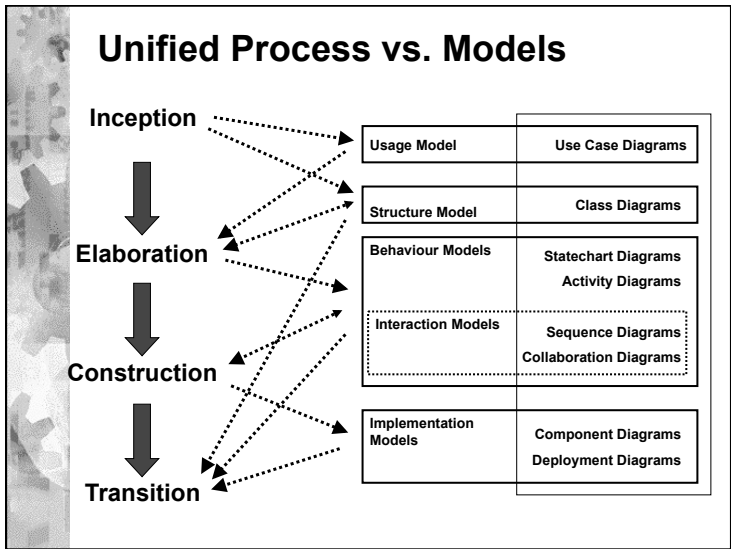 Unified Process vs. Models
Inception
Elaboration
Construction
Transition
Usage Model
Use Case Diagrams
Structure Model
Class Diagrams
Behaviour Models
Statechart Diagrams
Activity Diagrams
Interaction Models
Sequence Diagrams
Collaboration Diagrams
Implementation
Models
Component Diagrams
Deployment Diagrams